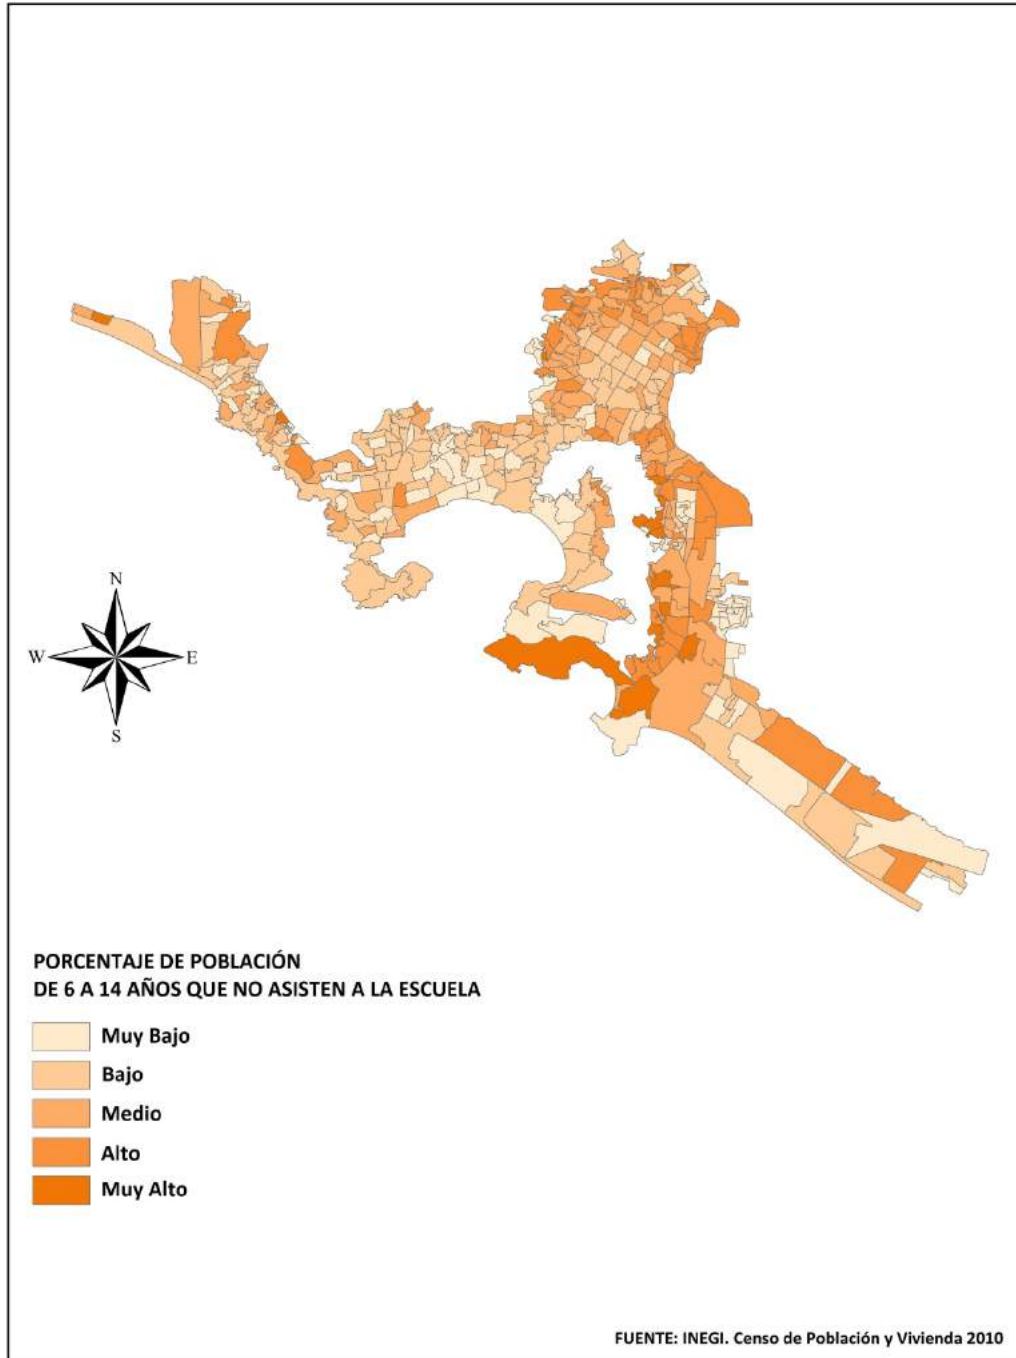 N
W
E
S
PORCENTAJE DE POBLACIÓN
DE 6 A 14 AÑOS QUE NO ASISTEN A LA ESCUELA
Muy Bajo
Bajo
Medio
Alto
Muy Alto
FUENTE: INEGI. Censo de Población y Vivienda 2010